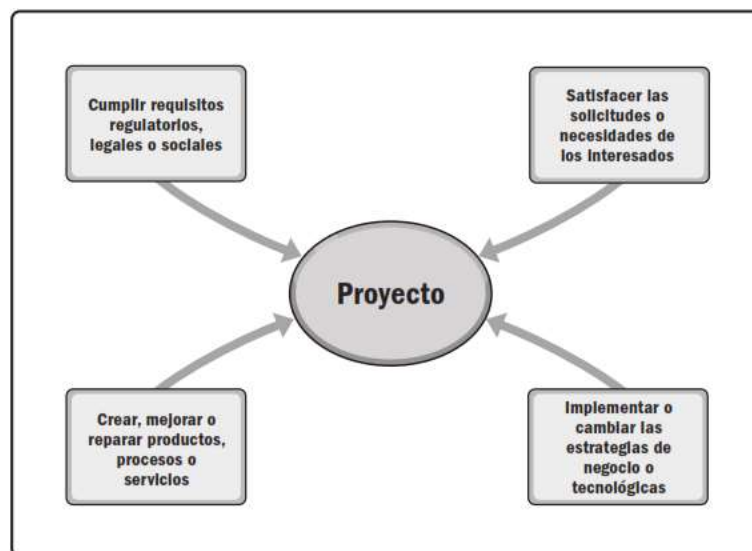 Cumplir requisitos
regulatorios,
legales o sociales
Satisfacer las
solicitudes o
necesidades de
los interesados
Proyecto
Crear, mejorar o
reparar productos,
procesos o
servicios
Implementar o
cambiar las
estrategias de
negocio o
tecnológicas